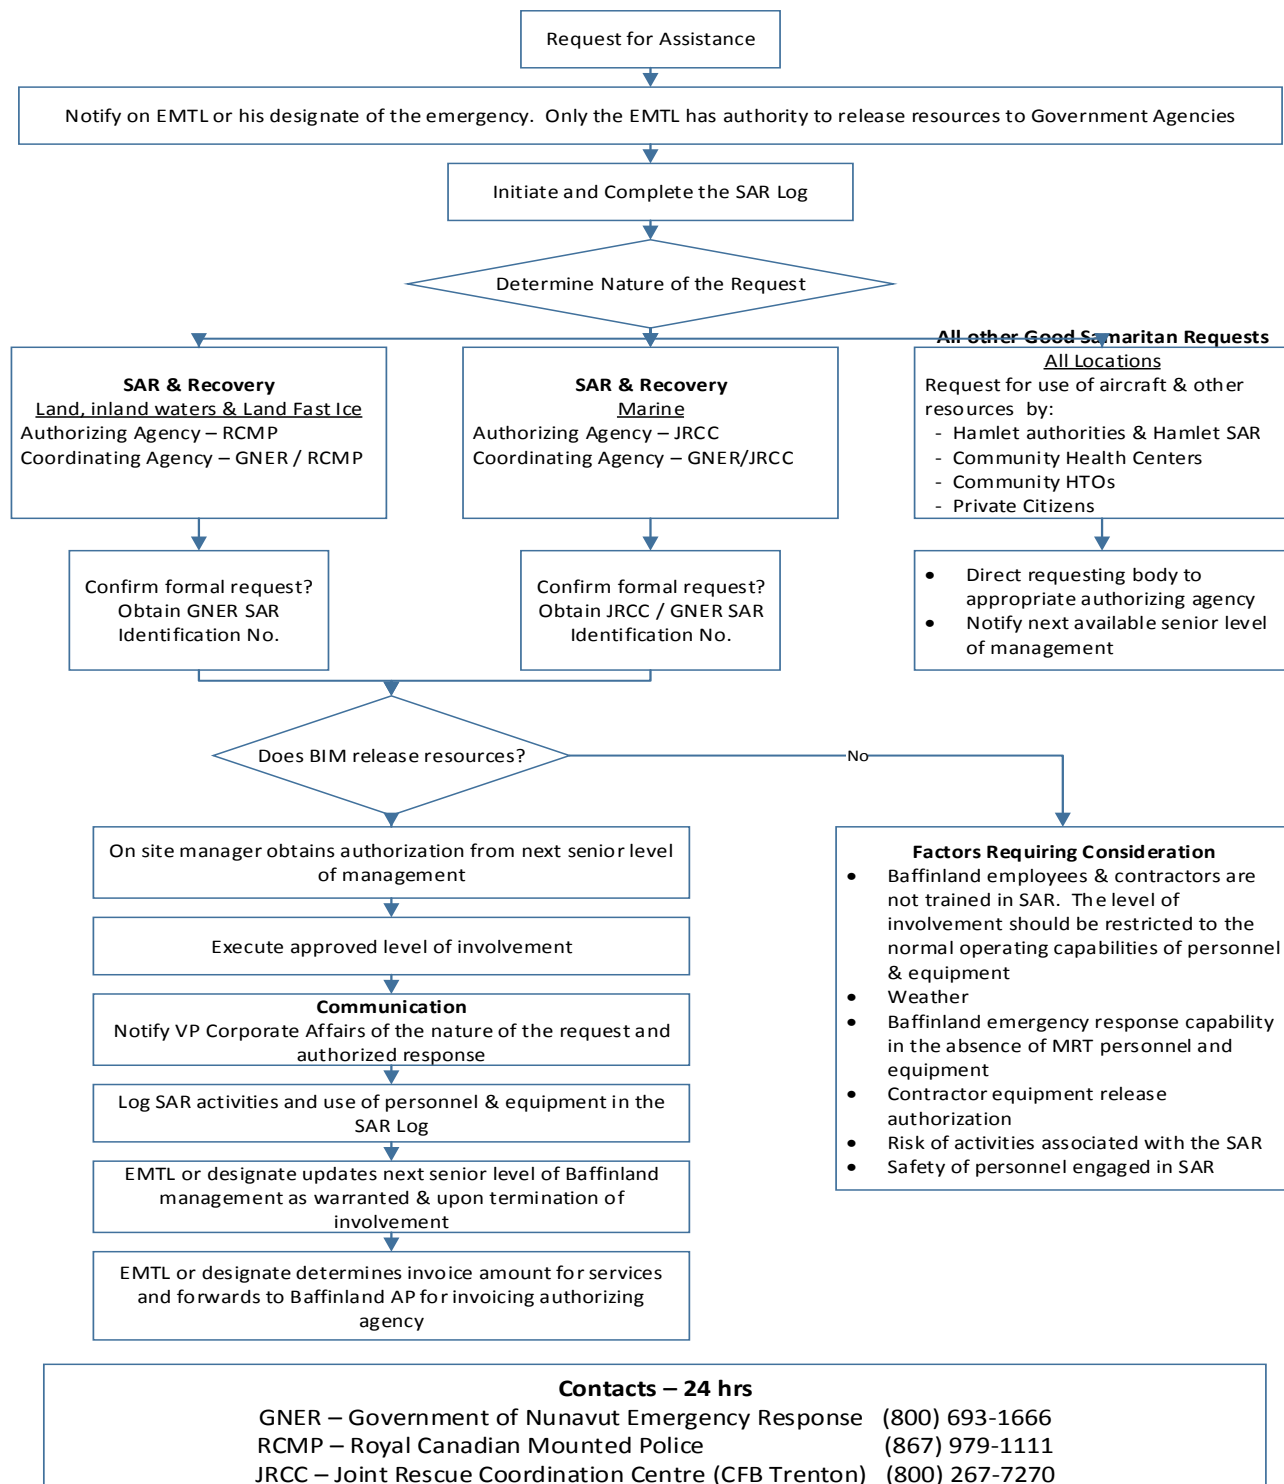 Request for Assistance
Notify on EMTL or his designate of the emergency.  Only the EMTL has authority to release resources to Government Agencies
Initiate and Complete the SAR Log
Determine Nature of the Request
SAR & Recovery
Land, inland waters & Land Fast Ice
Authorizing Agency – RCMP
Coordinating Agency – GNER / RCMP
SAR & Recovery
Marine
Authorizing Agency – JRCC
Coordinating Agency – GNER/JRCC
All other Good Samaritan Requests
All Locations
Request for use of aircraft & other
resources  by:
- Hamlet authorities & Hamlet SAR
- Community Health Centers
- Community HTOs
- Private Citizens
Confirm formal request?
Obtain GNER SAR
Identification No.
Confirm formal request?
Obtain JRCC / GNER SAR
Identification No.
• Direct requesting body to
appropriate authorizing agency
• Notify next available senior level
of management
Does BIM release resources?
No
On site manager obtains authorization from next senior level
of management
Execute approved level of involvement
Communication
Notify VP Corporate Affairs of the nature of the request and
authorized response
Log SAR activities and use of personnel & equipment in the
SAR Log
EMTL or designate updates next senior level of Baffinland
management as warranted & upon termination of
involvement
EMTL or designate determines invoice amount for services
and forwards to Baffinland AP for invoicing authorizing
agency
Factors Requiring Consideration
• Baffinland employees & contractors are
not trained in SAR.  The level of
involvement should be restricted to the
normal operating capabilities of personnel
& equipment
• Weather
• Baffinland emergency response capability
in the absence of MRT personnel and
equipment
• Contractor equipment release
authorization
• Risk of activities associated with the SAR
• Safety of personnel engaged in SAR
Contacts – 24 hrs
GNER – Government of Nunavut Emergency Response (800) 693-1666
RCMP – Royal Canadian Mounted Police (867) 979-1111
JRCC – Joint Rescue Coordination Centre (CFB Trenton) (800) 267-7270